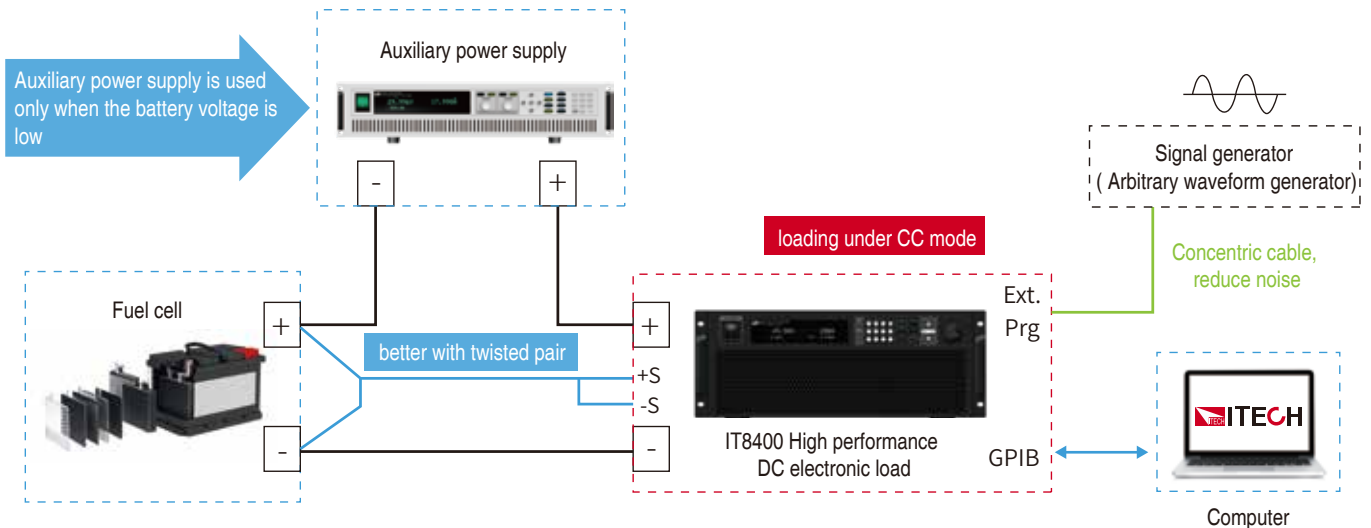 Auxiliary power supply is used
only when the battery voltage is
low
Auxiliary power supply
-
+
Signal generator
( Arbitrary waveform generator)
loading under CC mode
Concentric cable,
reduce noise
Fuel cell
+
-
better with twisted pair
+
+S
-S
-
Ext.
Prg
GPIB
IT8400 High performance
DC electronic load
ITECH
Computer